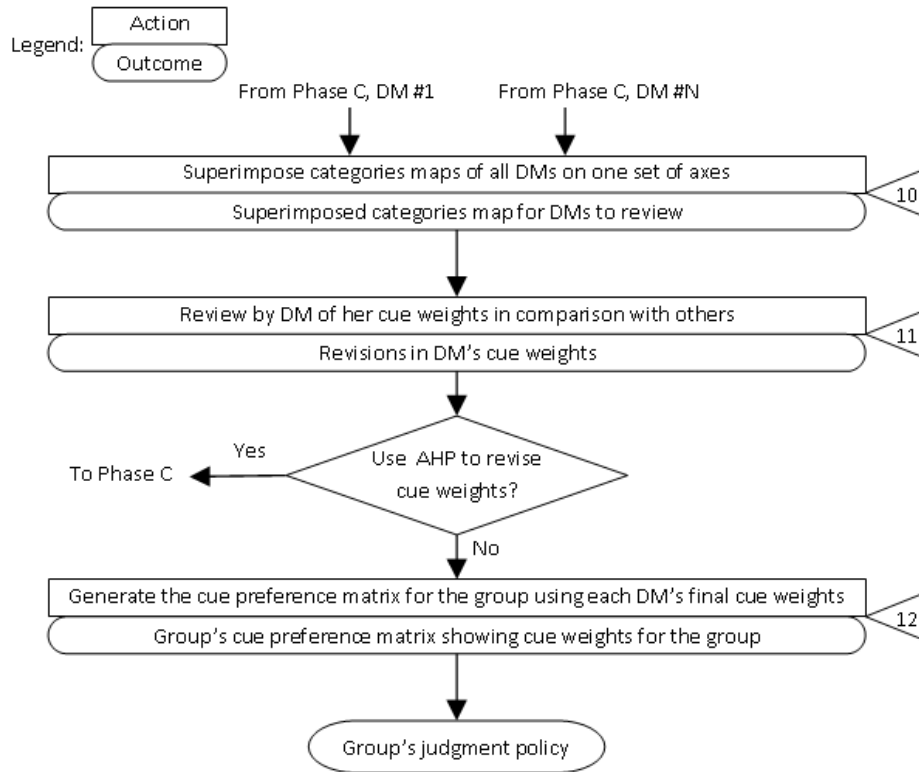 Legend:
Action
Outcome
From Phase C, DM #1
From Phase C, DM #N
Superimpose categories maps of all DMs on one set of axes
Superimposed categories map for DMs to review
10
Review by DM of her cue weights in comparison with others
Revisions in DM's cue weights
11
Use AHP to revise
cue weights?
Yes
To Phase C
No
Generate the cue preference matrix for the group using each DM's final cue weights
Group's cue preference matrix showing cue weights for the group
12
Group's judgment policy